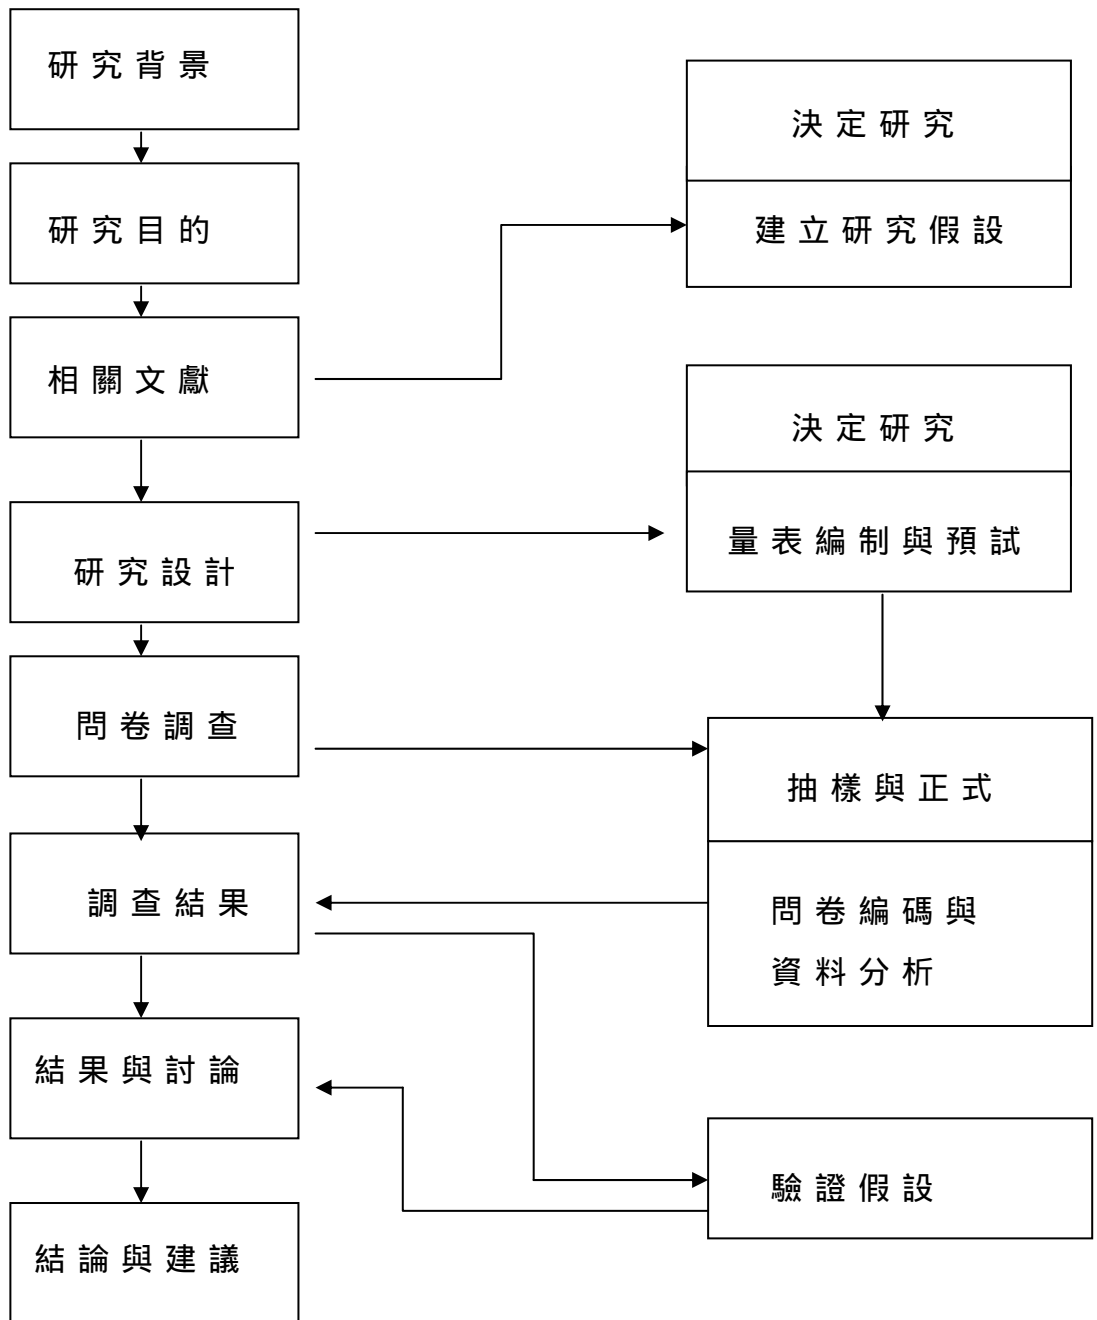 研究背景
研究目的
相關文獻
研究設計
問卷調查
調查結果
結果與討論
結論與建議
決定研究
建立研究假設
決定研究
量表編制與預試
抽樣與正式
問卷編碼與
資料分析
驗證假設